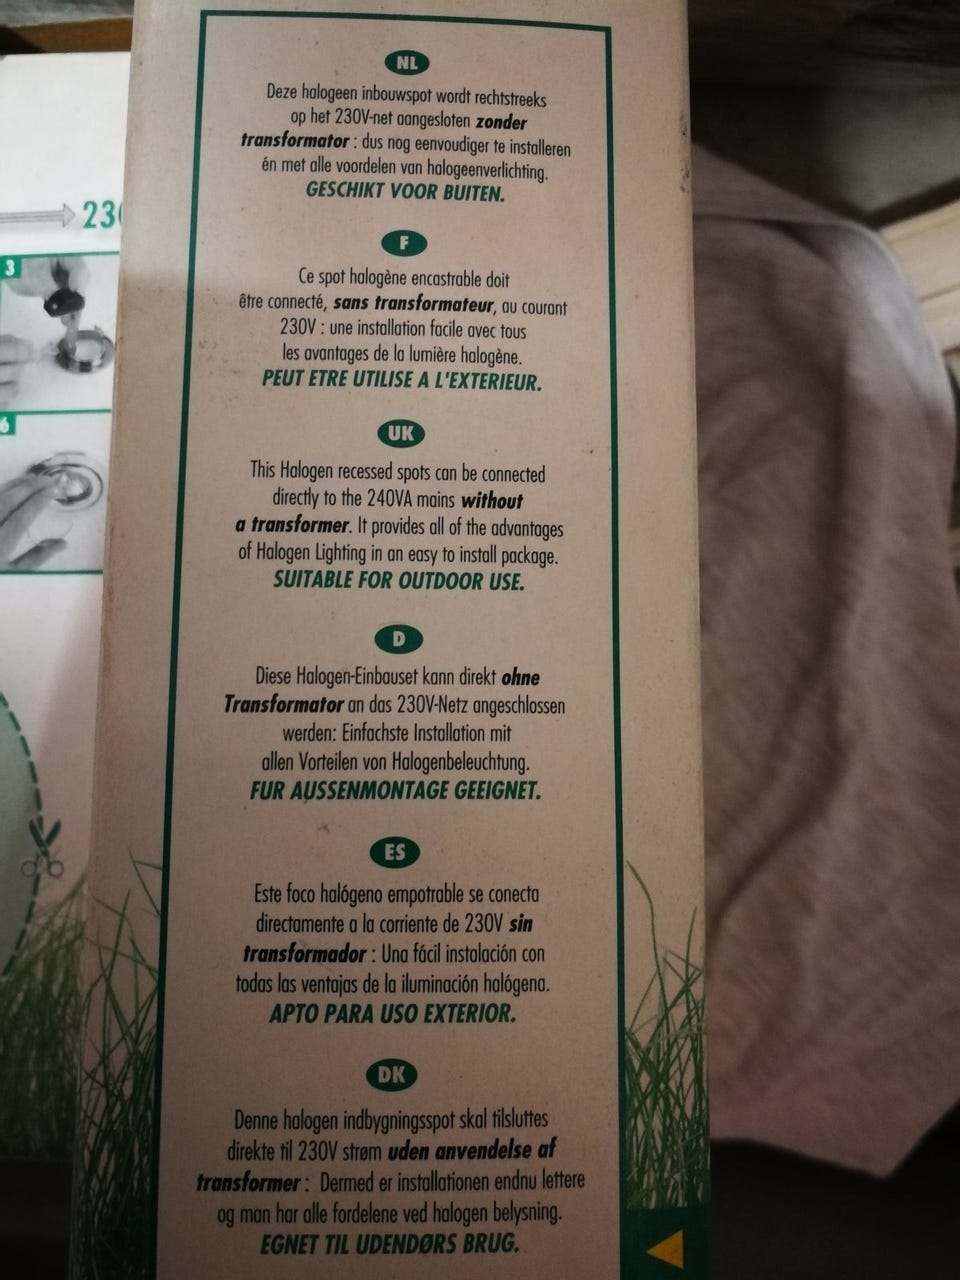 NL
Deze halogeen inbouwspot wordt rechtstreeks
op het 230V-net aangesloten zonder
transformator : dus nog eenvoudiger te installeren
én met alle voordelen van halogeenverlichting.
GESCHIKT VOOR BUITEN.
F
Ce spot halogène encastrable doit
être connecté, sans transformateur, au courant
230V : une installation facile avec tous
les avantages de la lumière halogène.
PEUT ETRE UTILISE A L'EXTERIEUR.
UK
This Halogen recessed spots can be connected
directly to the 240VA mains without
a transformer. It provides all of the advantages
of Halogen Lighting in an easy to install package.
SUITABLE FOR OUTDOOR USE.
D
Diese Halogen-Einbauset kann direkt ohne
Transformator an das 230V-Netz angeschlossen
werden: Einfachste Installation mit
allen Vorteilen von Halogenbeleuchtung.
FUR AUSSENMONTAGE GEEIGNET.
ES
Este foco halógeno empotrable se conecta
directamente a la corriente de 230V sin
transformador : Una fácil instalación con
todas las ventajas de la iluminación halógena.
APTO PARA USO EXTERIOR.
DK
Denne halogen indbygningsspot skal tilsluttes
direkte til 230V strøm uden anvendelse af
transformer : Dermed er installationen endnu lettere
og man har alle fordelene ved halogen belysning.
EGNET TIL UDENDØRS BRUG.
230
3
6